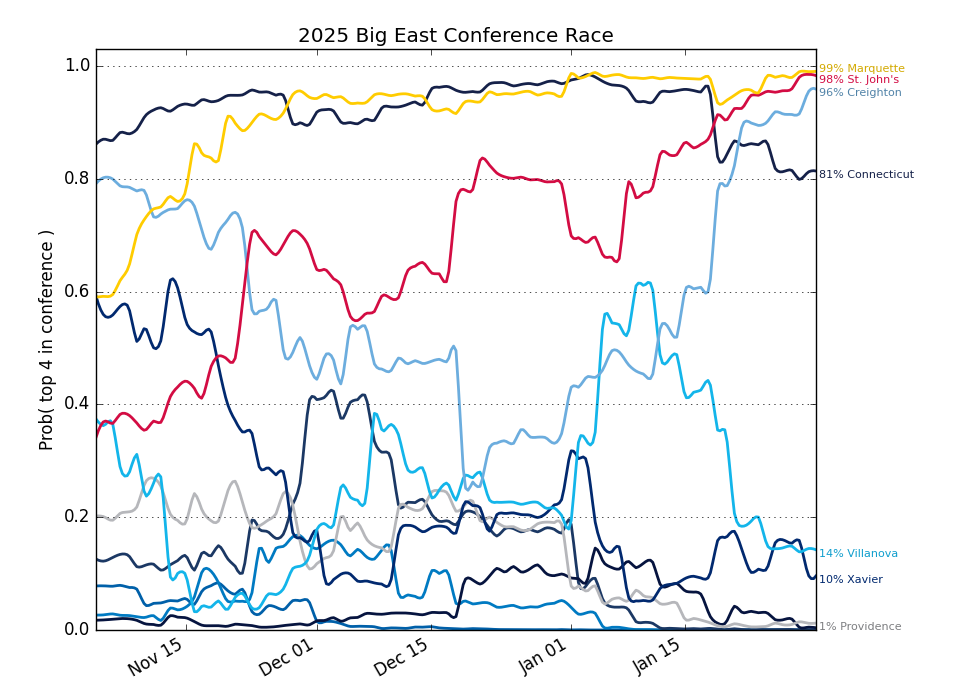 2025 Big East Conference Race
Prob( top 4 in conference )
1.0
0.8
0.6
0.4
0.2
0.0
Nov 15
Dec 01
Dec 15
Jan 01
Jan 15
99% Marquette
98% St. John's
96% Creighton
81% Connecticut
14% Villanova
10% Xavier
1% Providence